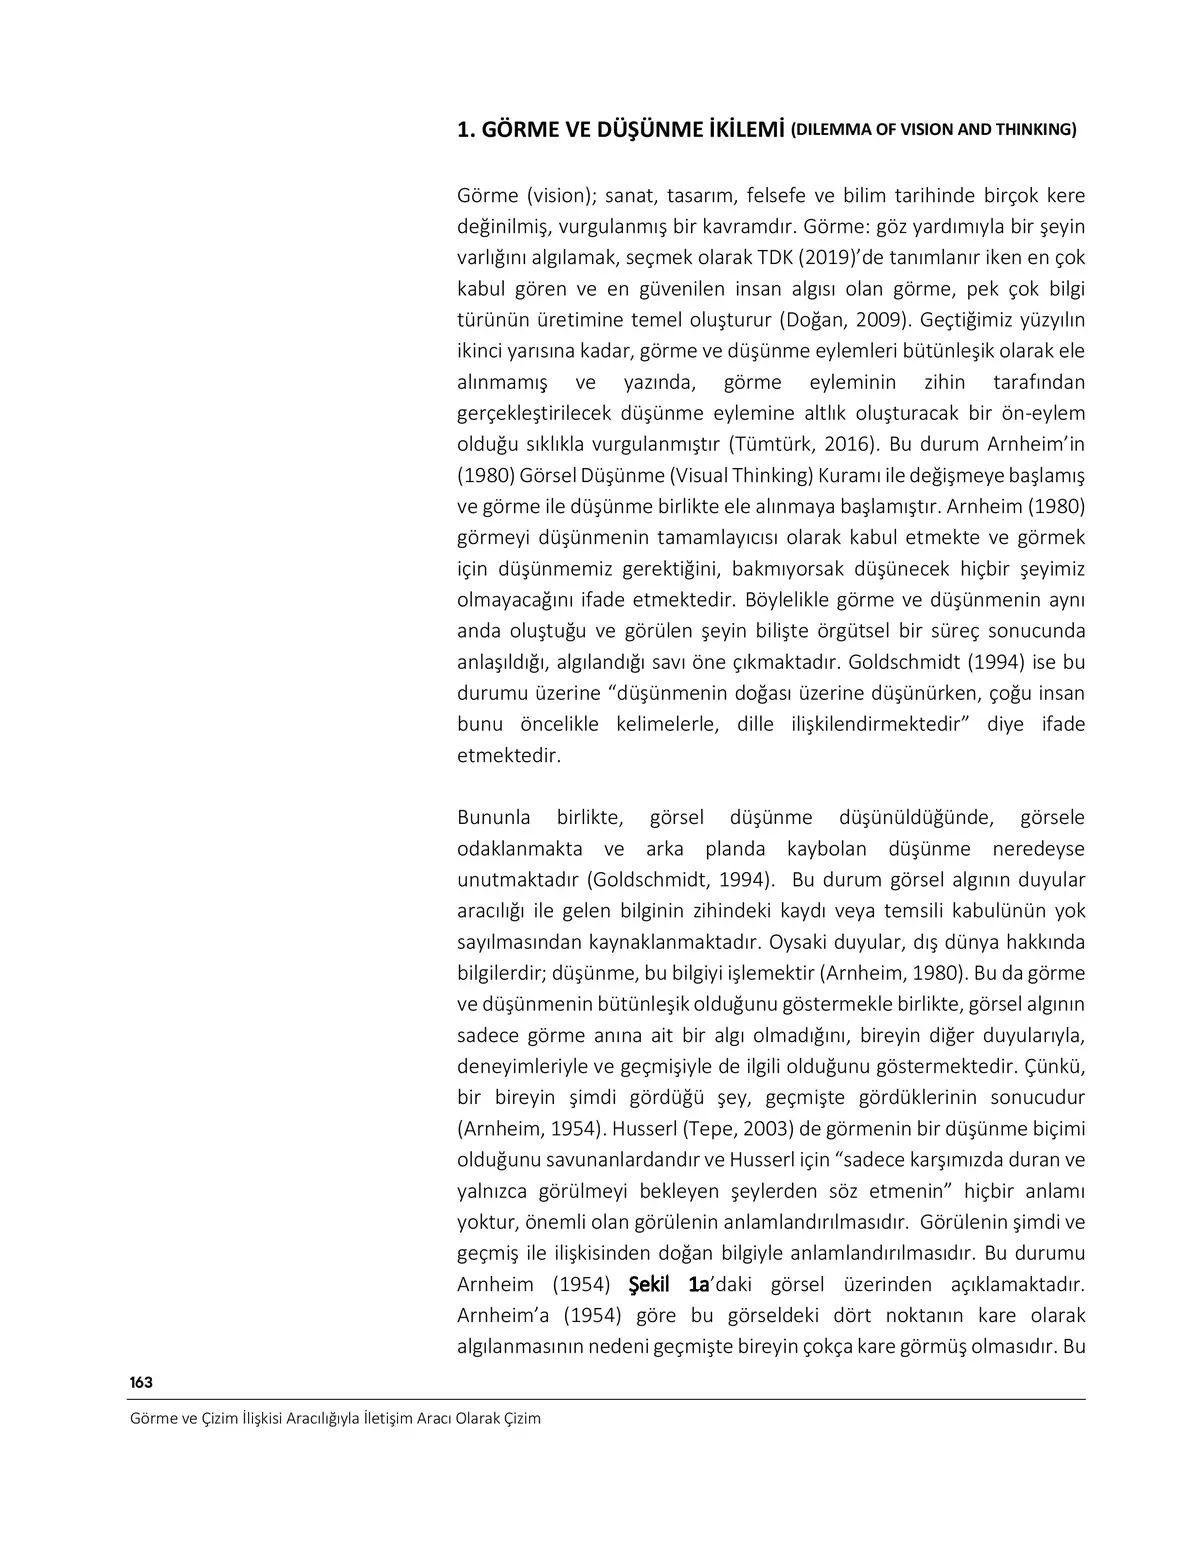 1. GÖRME VE DÜŞÜNME İKİLEMİ (DILEMMA OF VISION AND THINKING)
Görme (vision); sanat, tasarım, felsefe ve bilim tarihinde birçok kere
değinilmiş, vurgulanmış bir kavramdır. Görme: göz yardımıyla bir şeyin
varlığını algılamak, seçmek olarak TDK (2019)’de tanımlanır iken en çok
kabul gören ve en güvenilen insan algısı olan görme, pek çok bilgi
türünün üretimine temel oluşturur (Doğan, 2009). Geçtiğimiz yüzyılın
ikinci yarısına kadar, görme ve düşünme eylemleri bütünleşik olarak ele
alınmamış ve yazında, görme eyleminin zihin tarafından
gerçekleştirilecek düşünme eylemine altlık oluşturacak bir ön-eylem
olduğu sıklıkla vurgulanmıştır (Tümtürk, 2016). Bu durum Arnheim’in
(1980) Görsel Düşünme (Visual Thinking) Kuramı ile değişmeye başlamış
ve görme ile düşünme birlikte ele alınmaya başlamıştır. Arnheim (1980)
görmeyi düşünmenin tamamlayıcısı olarak kabul etmekte ve görmek
için düşünmemiz gerektiğini, bakmıyorsak düşünecek hiçbir şeyimiz
olmayacağını ifade etmektedir. Böylelikle görme ve düşünmenin aynı
anda oluştuğu ve görülen şeyin bilişte örgütsel bir süreç sonucunda
anlaşıldığı, algılandığı savı öne çıkmaktadır. Goldschmidt (1994) ise bu
durumu üzerine “düşünmenin doğası üzerine düşünürken, çoğu insan
bunu öncelikle kelimelerle, dille ilişkilendirmektedir” diye ifade
etmektedir.
Bununla birlikte, görsel düşünme düşünüldüğünde, görsele
odaklanmakta ve arka planda kaybolan düşünme neredeyse
unutmaktadır (Goldschmidt, 1994). Bu durum görsel algının duyular
aracılığı ile gelen bilginin zihindeki kaydı veya temsili kabulünün yok
sayılmasından kaynaklanmaktadır. Oysaki duyular, dış dünya hakkında
bilgilerdir; düşünme, bu bilgiyi işlemektir (Arnheim, 1980). Bu da görme
ve düşünmenin bütünleşik olduğunu göstermekle birlikte, görsel algının
sadece görme anına ait bir algı olmadığını, bireyin diğer duyularıyla,
deneyimleriyle ve geçmişiyle de ilgili olduğunu göstermektedir. Çünkü,
bir bireyin şimdi gördüğü şey, geçmişte gördüklerinin sonucudur
(Arnheim, 1954). Husserl (Tepe, 2003) de görmenin bir düşünme biçimi
olduğunu savunanlardandır ve Husserl için “sadece karşımızda duran ve
yalnızca görülmeyi bekleyen şeylerden söz etmenin” hiçbir anlamı
yoktur, önemli olan görülenin anlamlandırılmasıdır. Görülenin şimdi ve
geçmiş ile ilişkisinden doğan bilgiyle anlamlandırılmasıdır. Bu durumu
Arnheim (1954) Şekil 1a’daki görsel üzerinden açıklamaktadır.
Arnheim’a (1954) göre bu görseldeki dört noktanın kare olarak
algılanmasının nedeni geçmişte bireyin çokça kare görmüş olmasıdır. Bu
163
Görme ve Çizim İlişkisi Aracılığıyla İletişim Aracı Olarak Çizim